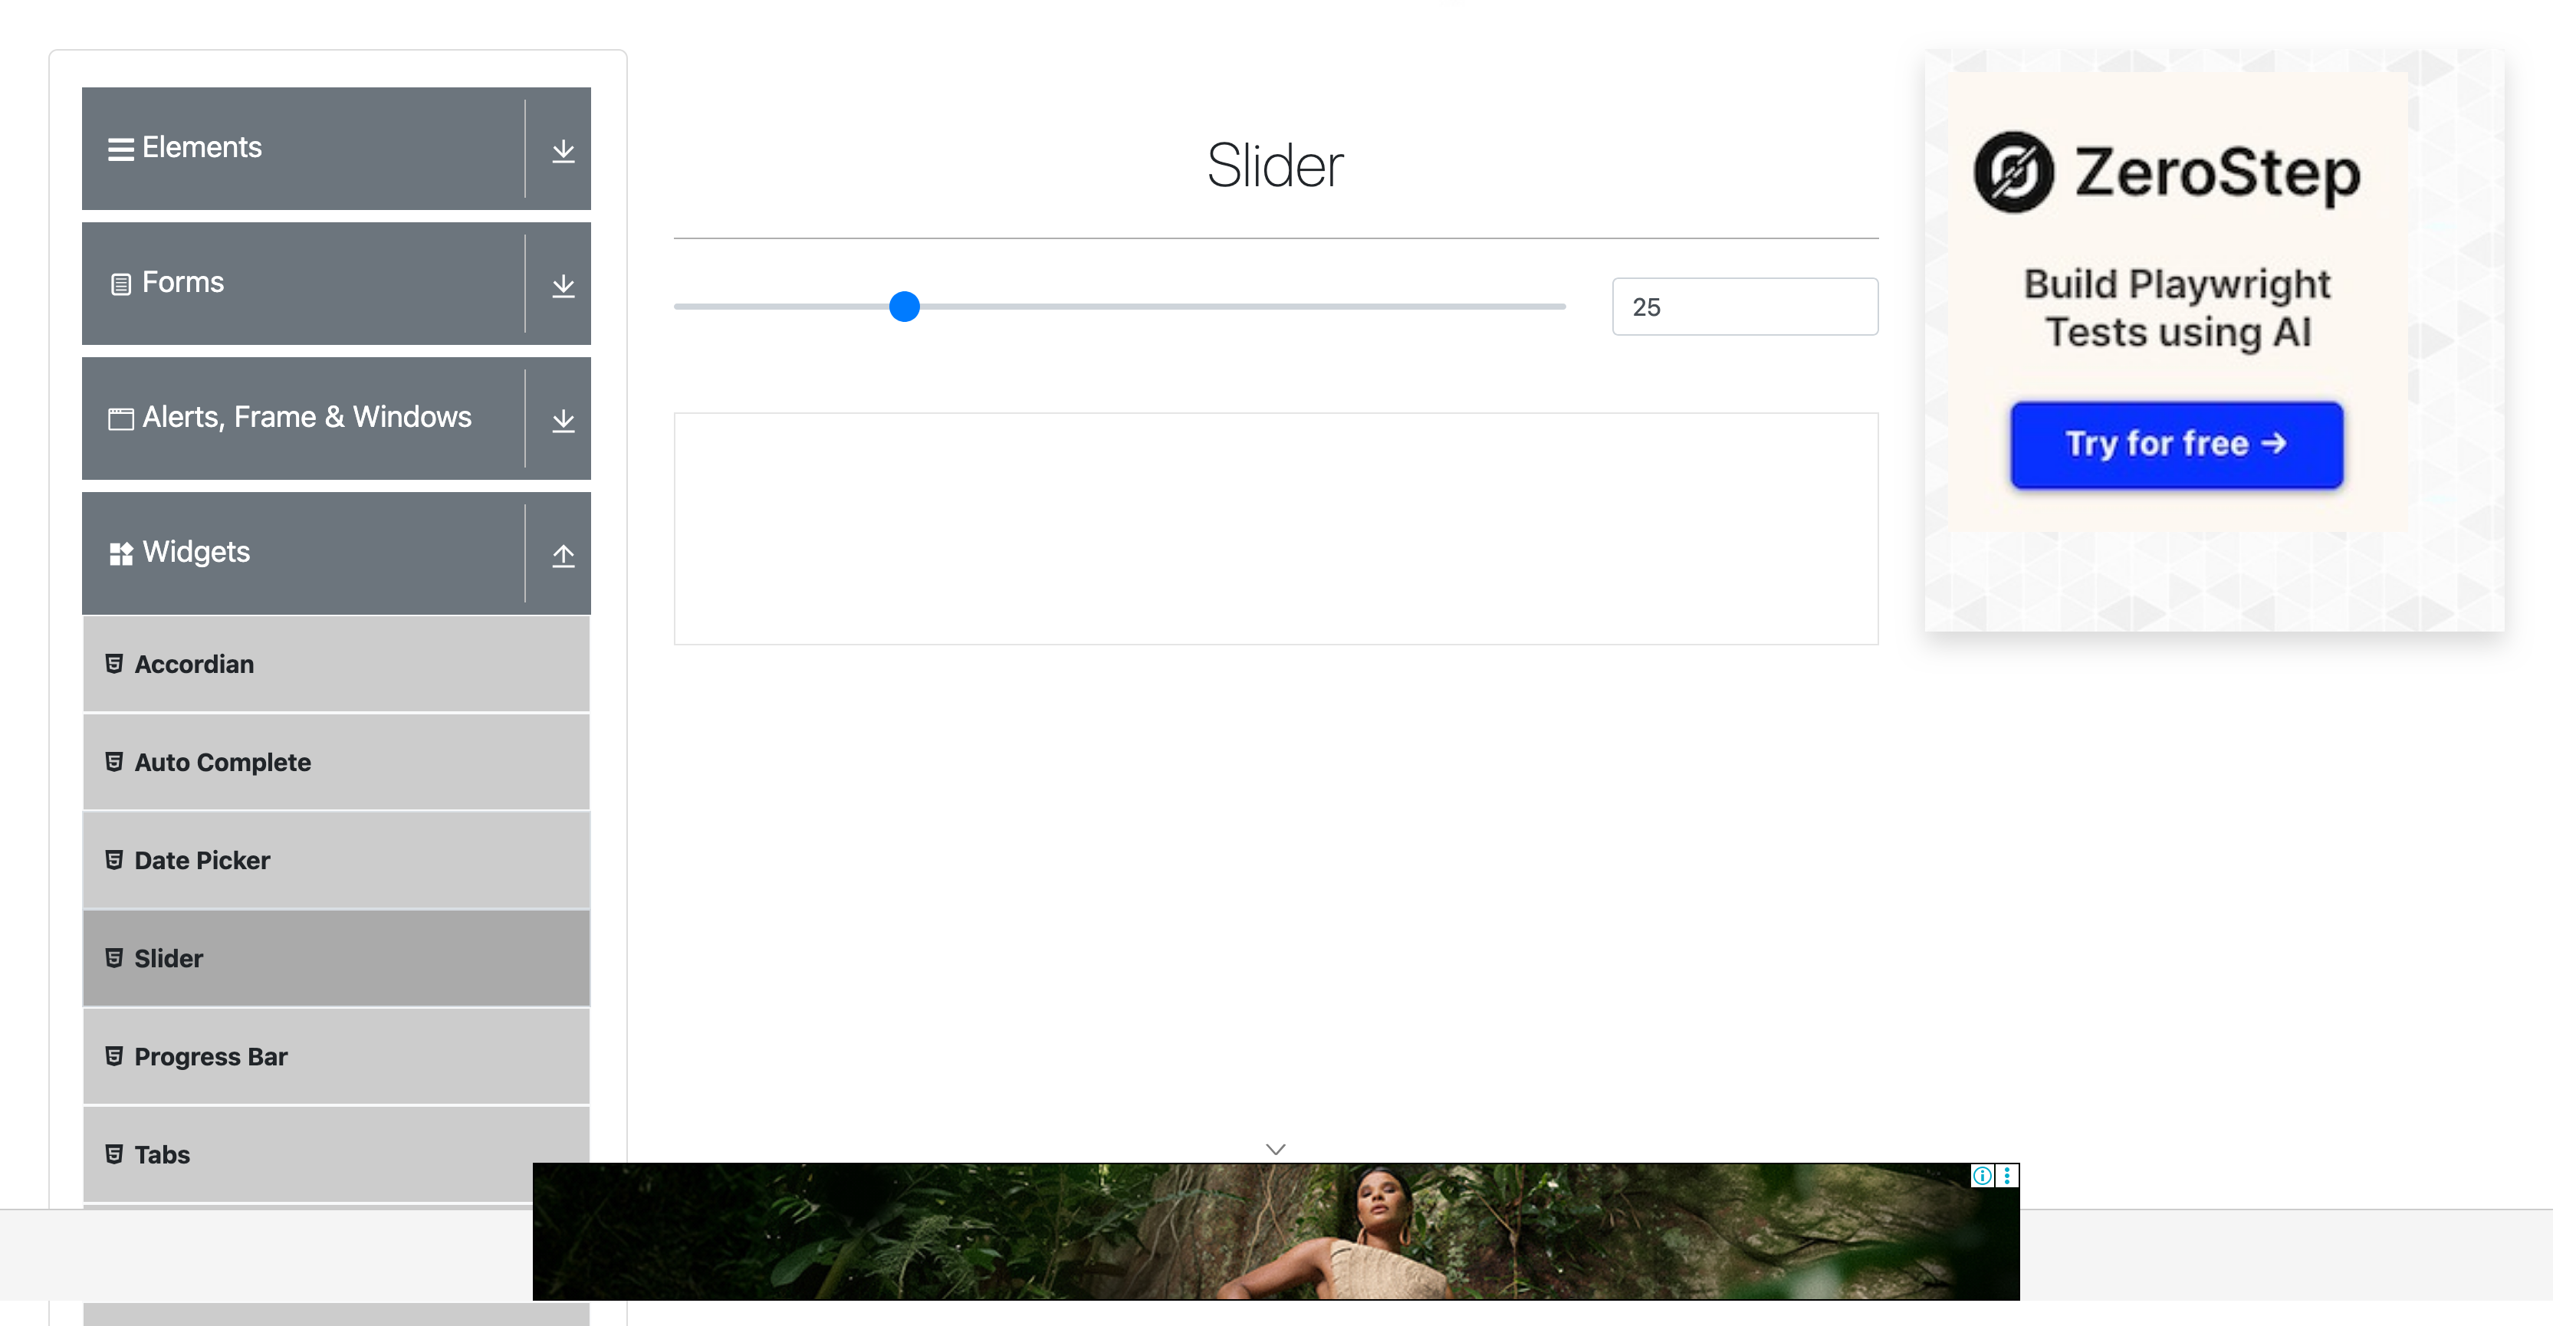 Elements
Forms
Alerts, Frame & Windows
Widgets
Accordian
Auto Complete
Date Picker
Slider
Progress Bar
Tabs
Slider
25
ZeroStep
Build Playwright
Tests using AI
Try for free →